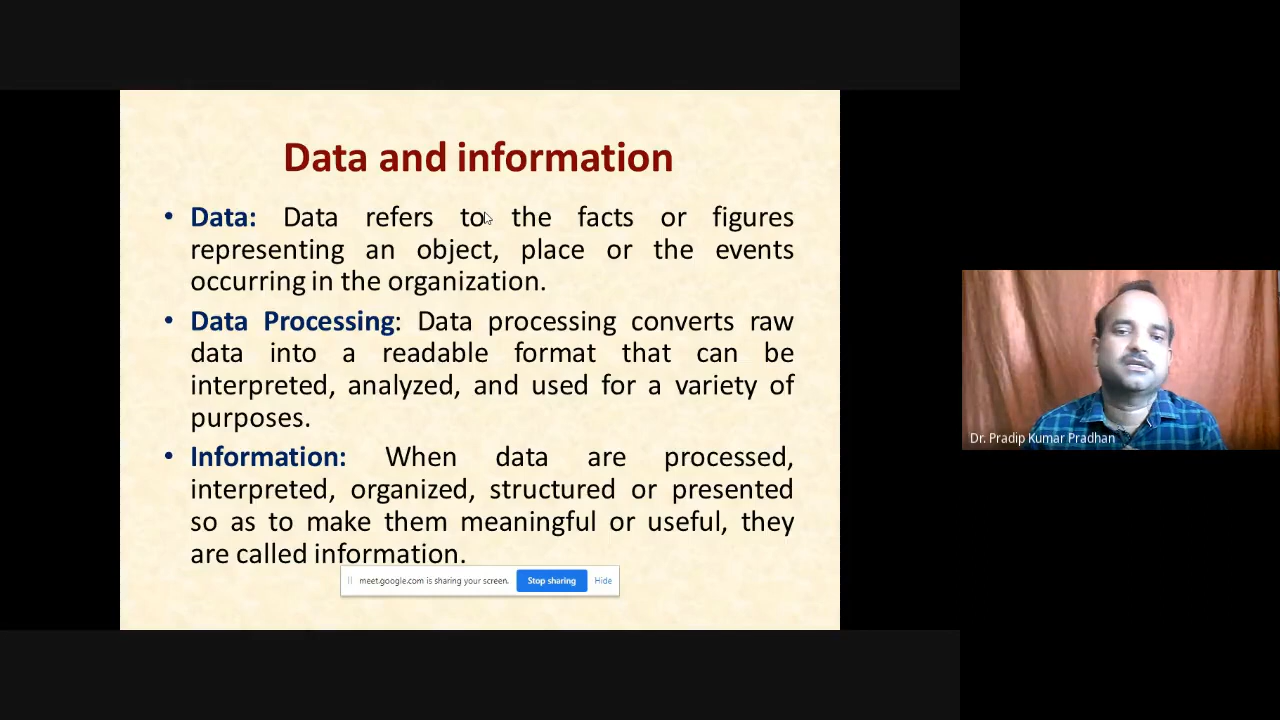 Data and information
• Data: Data refers to the facts or figures
representing an object, place or the events
occurring in the organization.
• Data Processing: Data processing converts raw
data into a readable format that can be
interpreted, analyzed, and used for a variety of
purposes.
• Information: When data are processed,
interpreted, organized, structured or presented
so as to make them meaningful or useful, they
are called information.
meet.google.com is sharing your screen. Stop sharing Hide
Dr. Pradip Kumar Pradhan